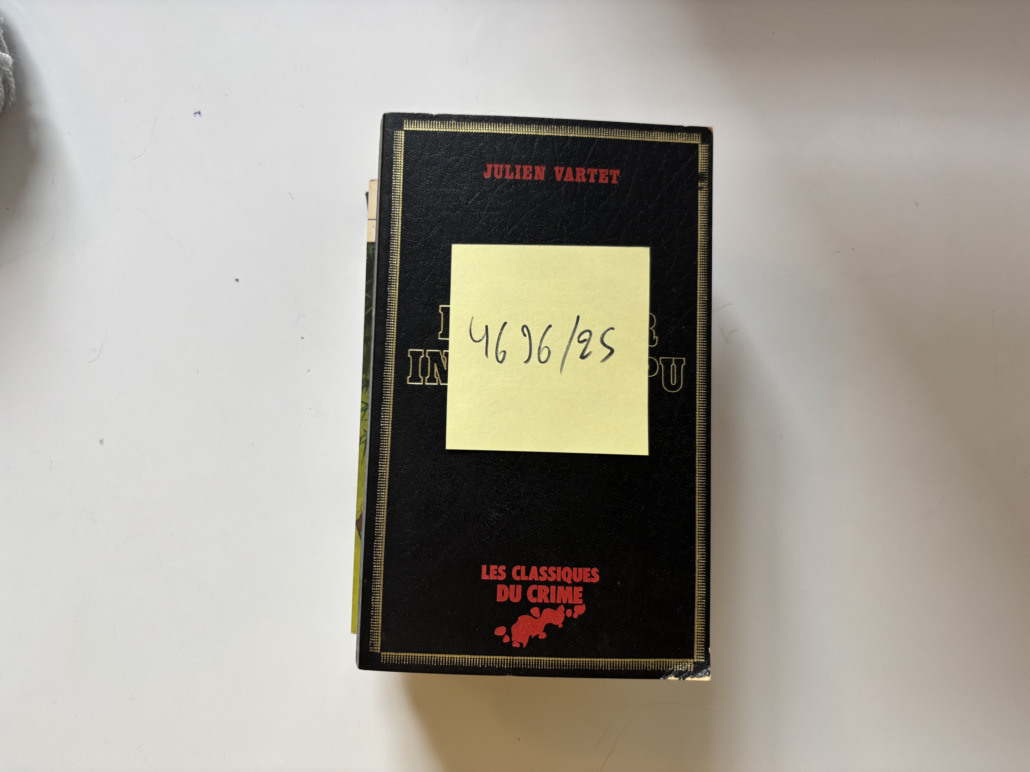 JULIEN VARTET
4696/25
LES CLASSIQUES
DU CRIME